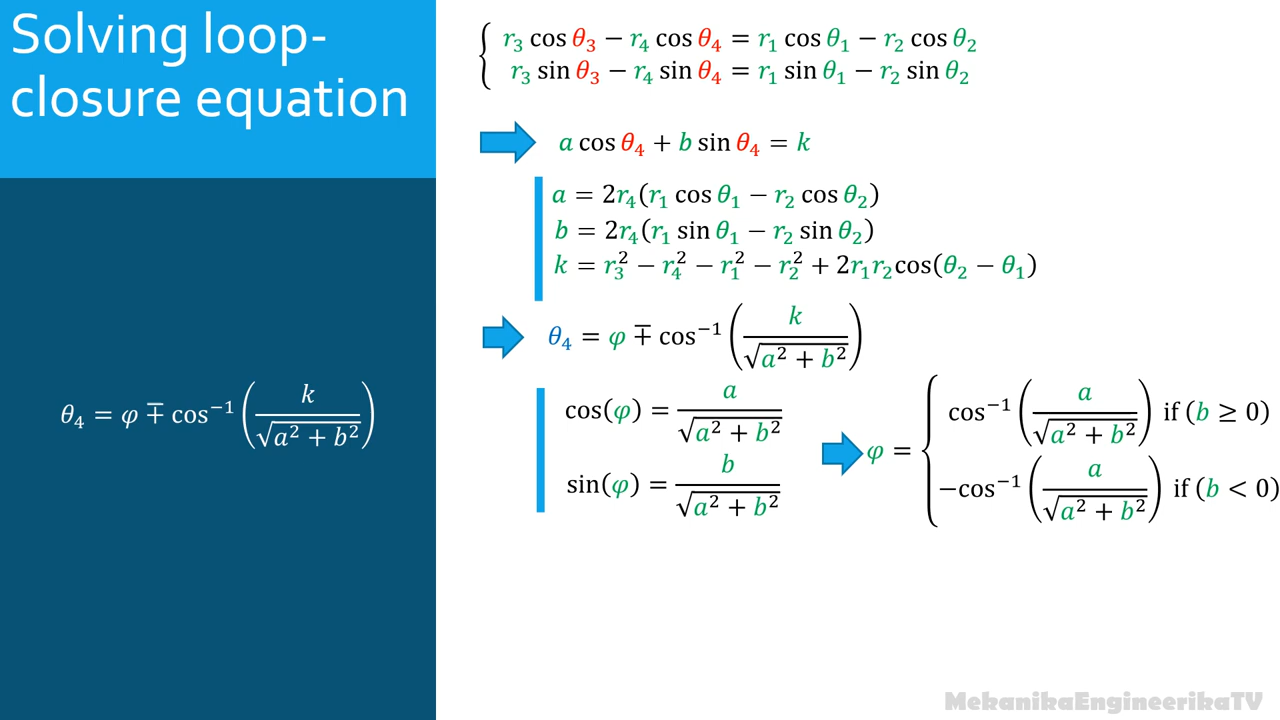 Solving loop-
closure equation
r₃ cos θ₃ − r₄ cos θ₄ = r₁ cos θ₁ − r₂ cos θ₂
r₃ sin θ₃ − r₄ sin θ₄ = r₁ sin θ₁ − r₂ sin θ₂
a cos θ₄ + b sin θ₄ = k
a = 2r₄(r₁ cos θ₁ − r₂ cos θ₂)
b = 2r₄(r₁ sin θ₁ − r₂ sin θ₂)
k = r₃² − r₄² − r₁² − r₂² + 2r₁r₂cos(θ₂ − θ₁)
θ₄ = φ ∓ cos⁻¹(k / √(a² + b²))
cos(φ) = a / √(a² + b²)
sin(φ) = b / √(a² + b²)
φ = { cos⁻¹(a / √(a² + b²)) if (b ≥ 0)
−cos⁻¹(a / √(a² + b²)) if (b < 0)
θ₄ = φ ∓ cos⁻¹(k / √(a² + b²))
MekanikaEngineerikaTV